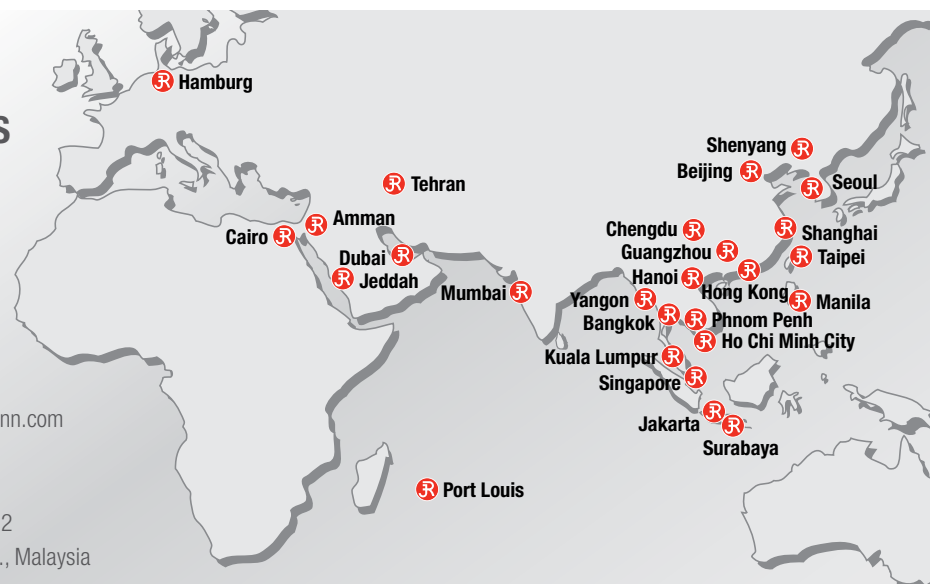 Hamburg
S
Shenyang
Beijing
Seoul
Tehran
Amman
Cairo
Chengdu
Shanghai
Guangzhou
Taipei
Dubai
Jeddah
Hanoi
Mumbai
Hong Kong
Yangon
Manila
Bangkok
Phnom Penh
Ho Chi Minh City
Kuala Lumpur
Singapore
nn.com
Jakarta
Surabaya
Port Louis
2
., Malaysia